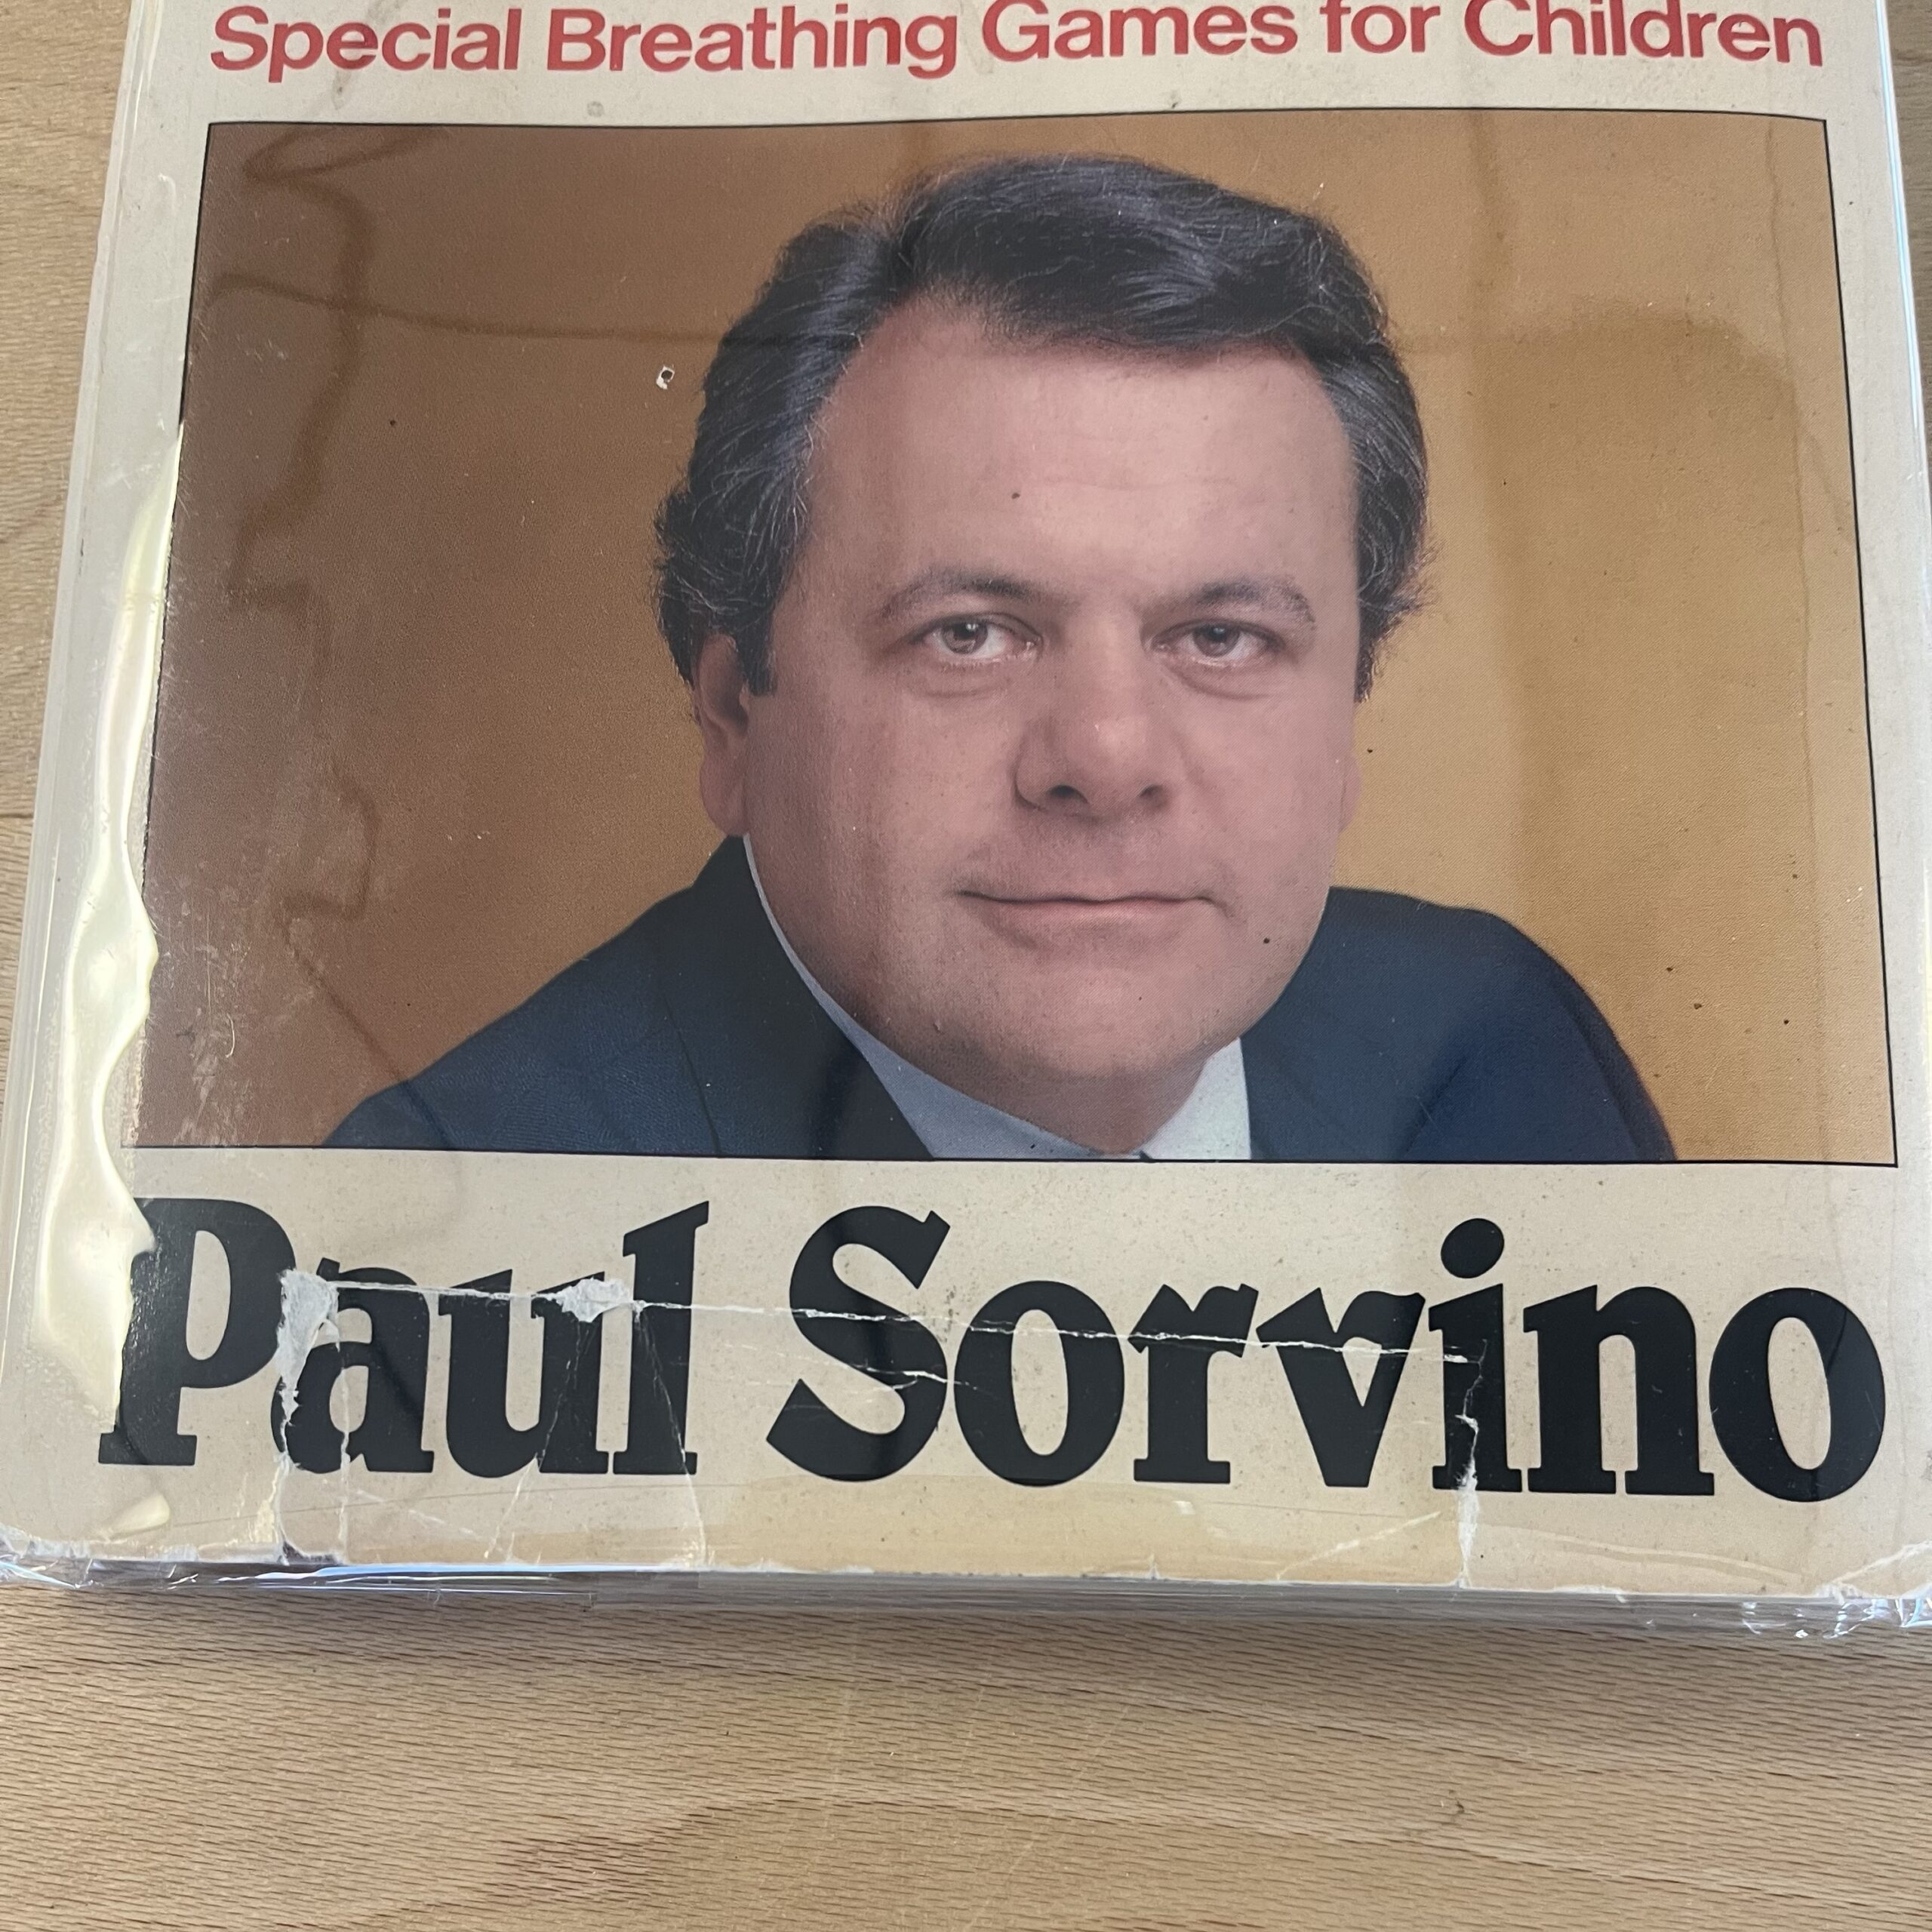 Special Breathing Games for Children
Paul Sorvino